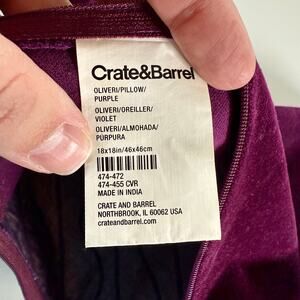 Crate&Barrel
OLIVERI/PILLOW/
PURPLE
OLIVERI/OREILLER/
VIOLET
OLIVERI/ALMOHADA/
PÚRPURA
18x18in/46x46cm
474-472
474-455 CVR
MADE IN INDIA
CRATE AND BARREL
NORTHBROOK, IL 60062 USA
crateandbarrel.com